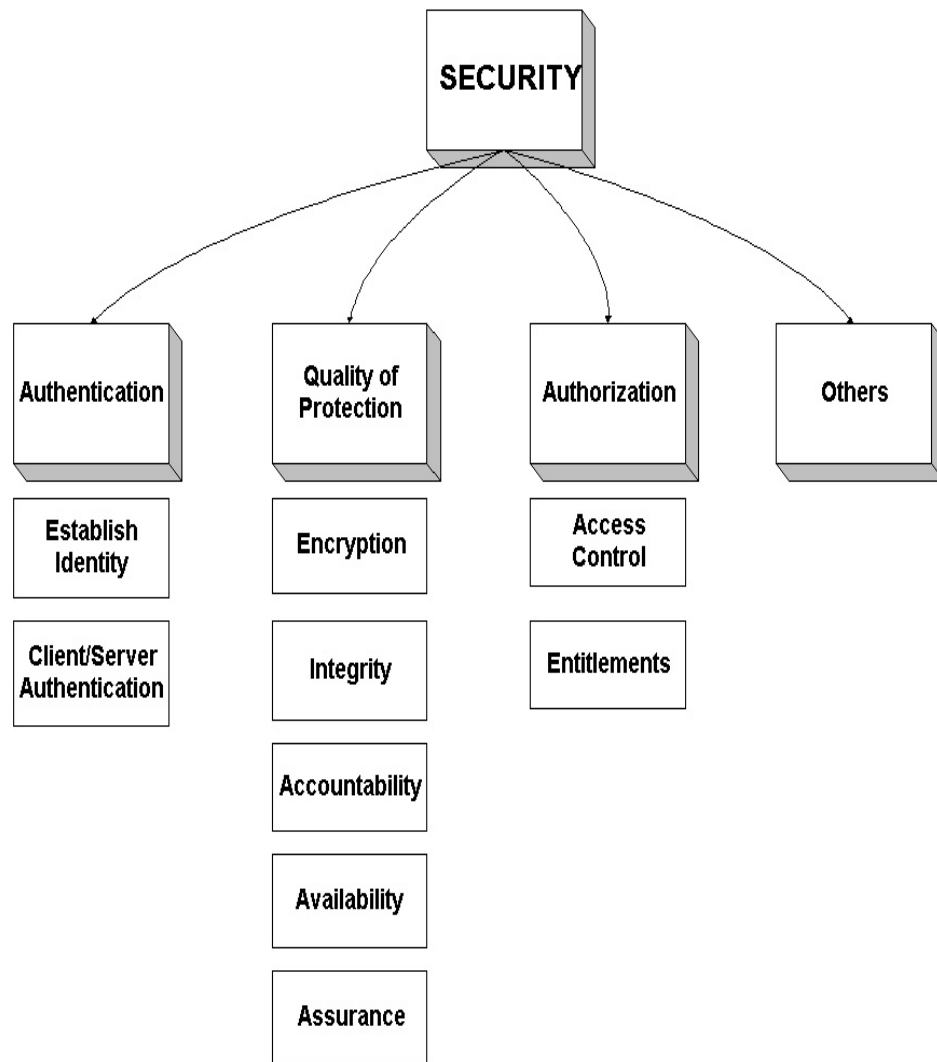 SECURITY
Authentication
Quality of
Protection
Authorization
Others
Establish
Identity
Client/Server
Authentication
Encryption
Integrity
Accountability
Availability
Assurance
Access
Control
Entitlements